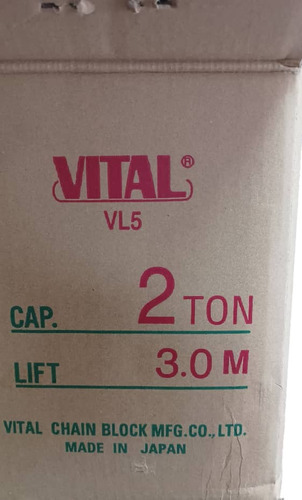 VITAL®
VL5
CAP. 2 TON
LIFT 3.0 M
VITAL CHAIN BLOCK MFG.CO.,LTD.
MADE IN JAPAN